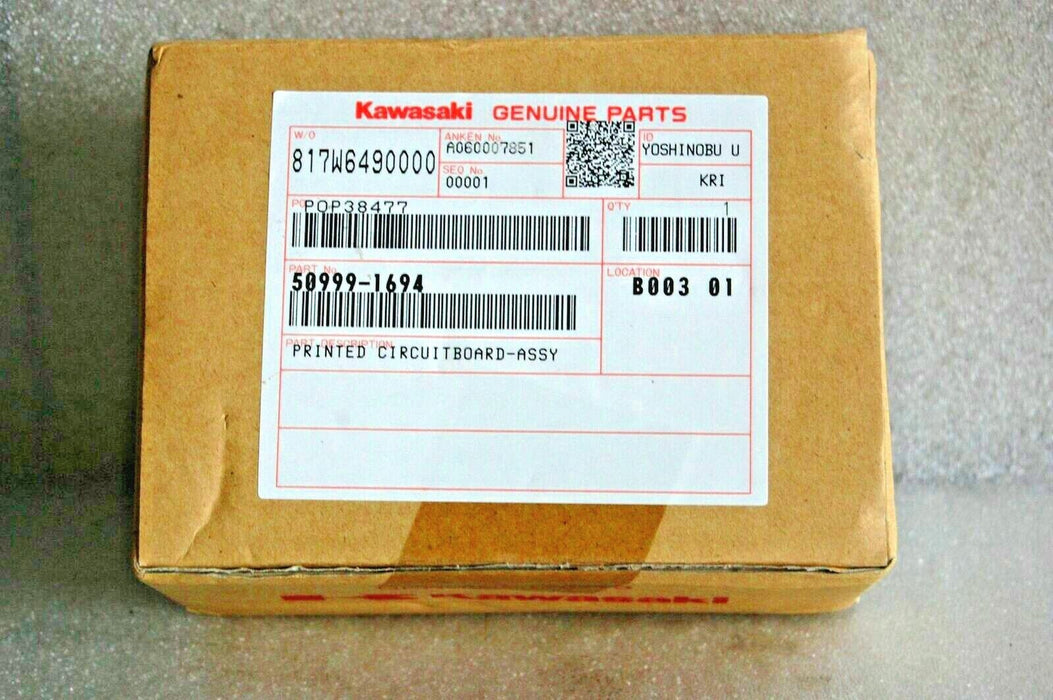 Kawasaki GENUINE PARTS
W/O
817W6490000
ANKEN No.
A060007851
SEQ No.
00001
ID
YOSHINOBU U
KRI
POP38477
Q'TY
1
PART No.
50999-1694
LOCATION
B003 01
PART DESCRIPTION
PRINTED CIRCUITBOARD-ASSY
Kawasaki